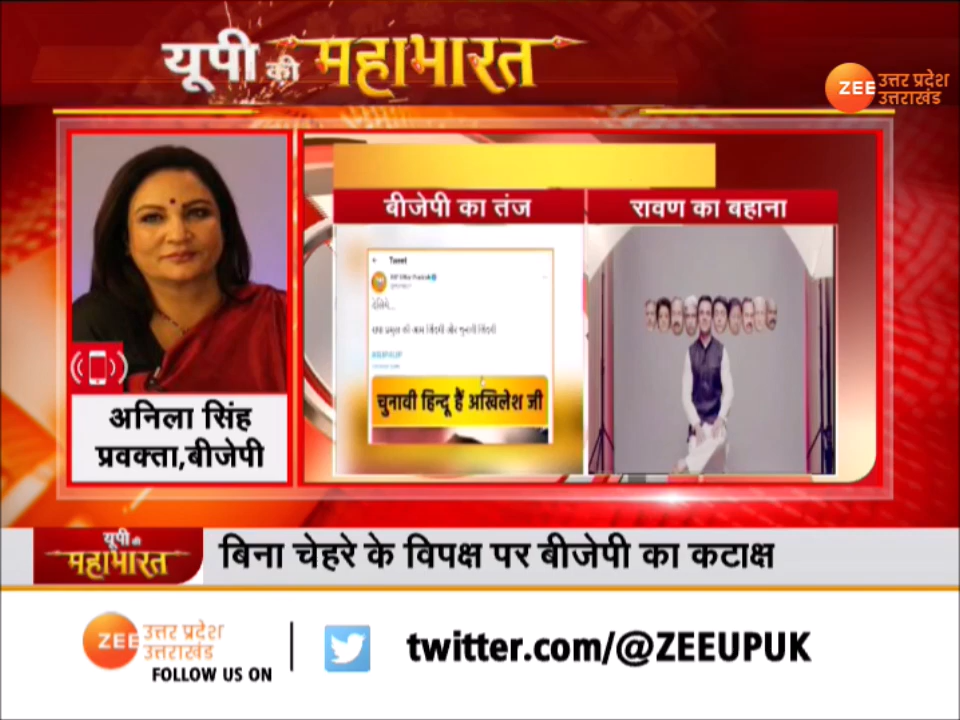 यूपी की महाभारत
ZEE उत्तर प्रदेश
उत्तराखंड
बीजेपी का तंज
रावण का बहाना
Tweet
देखिये...
चुनावी हिन्दू हैं अखिलेश जी
अनिला सिंह
प्रवक्ता,बीजेपी
यूपी की
महाभारत
बिना चेहरे के विपक्ष पर बीजेपी का कटाक्ष
ZEE उत्तर प्रदेश
उत्तराखंड
FOLLOW US ON
twitter.com/@ZEEUPUK